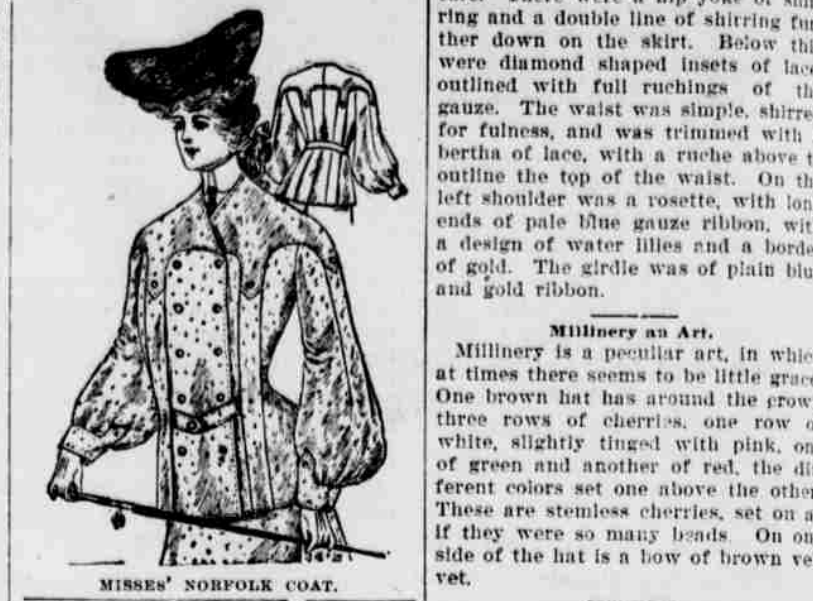 MISSES' NORFOLK COAT.
ring and a double line of shirring fur
ther down on the skirt. Below thi
were diamond shaped insets of lac
outlined with full ruchings of th
gauze. The waist was simple, shirre
for fulness, and was trimmed with
bertha of lace, with a ruche above t
outline the top of the waist. On th
left shoulder was a rosette, with lon
ends of pale blue gauze ribbon, wit
a design of water lilies and a borde
of gold. The girdle was of plain blu
and gold ribbon.
Millinery an Art.
Millinery is a peculiar art, in whic
at times there seems to be little grac
One brown hat has around the crow
three rows of cherries, one row o
white, slightly tinged with pink, on
of green and another of red, the dif
ferent colors set one above the othe
These are stemless cherries, set on a
if they were so many beads. On on
side of the hat is a bow of brown ve
vet.